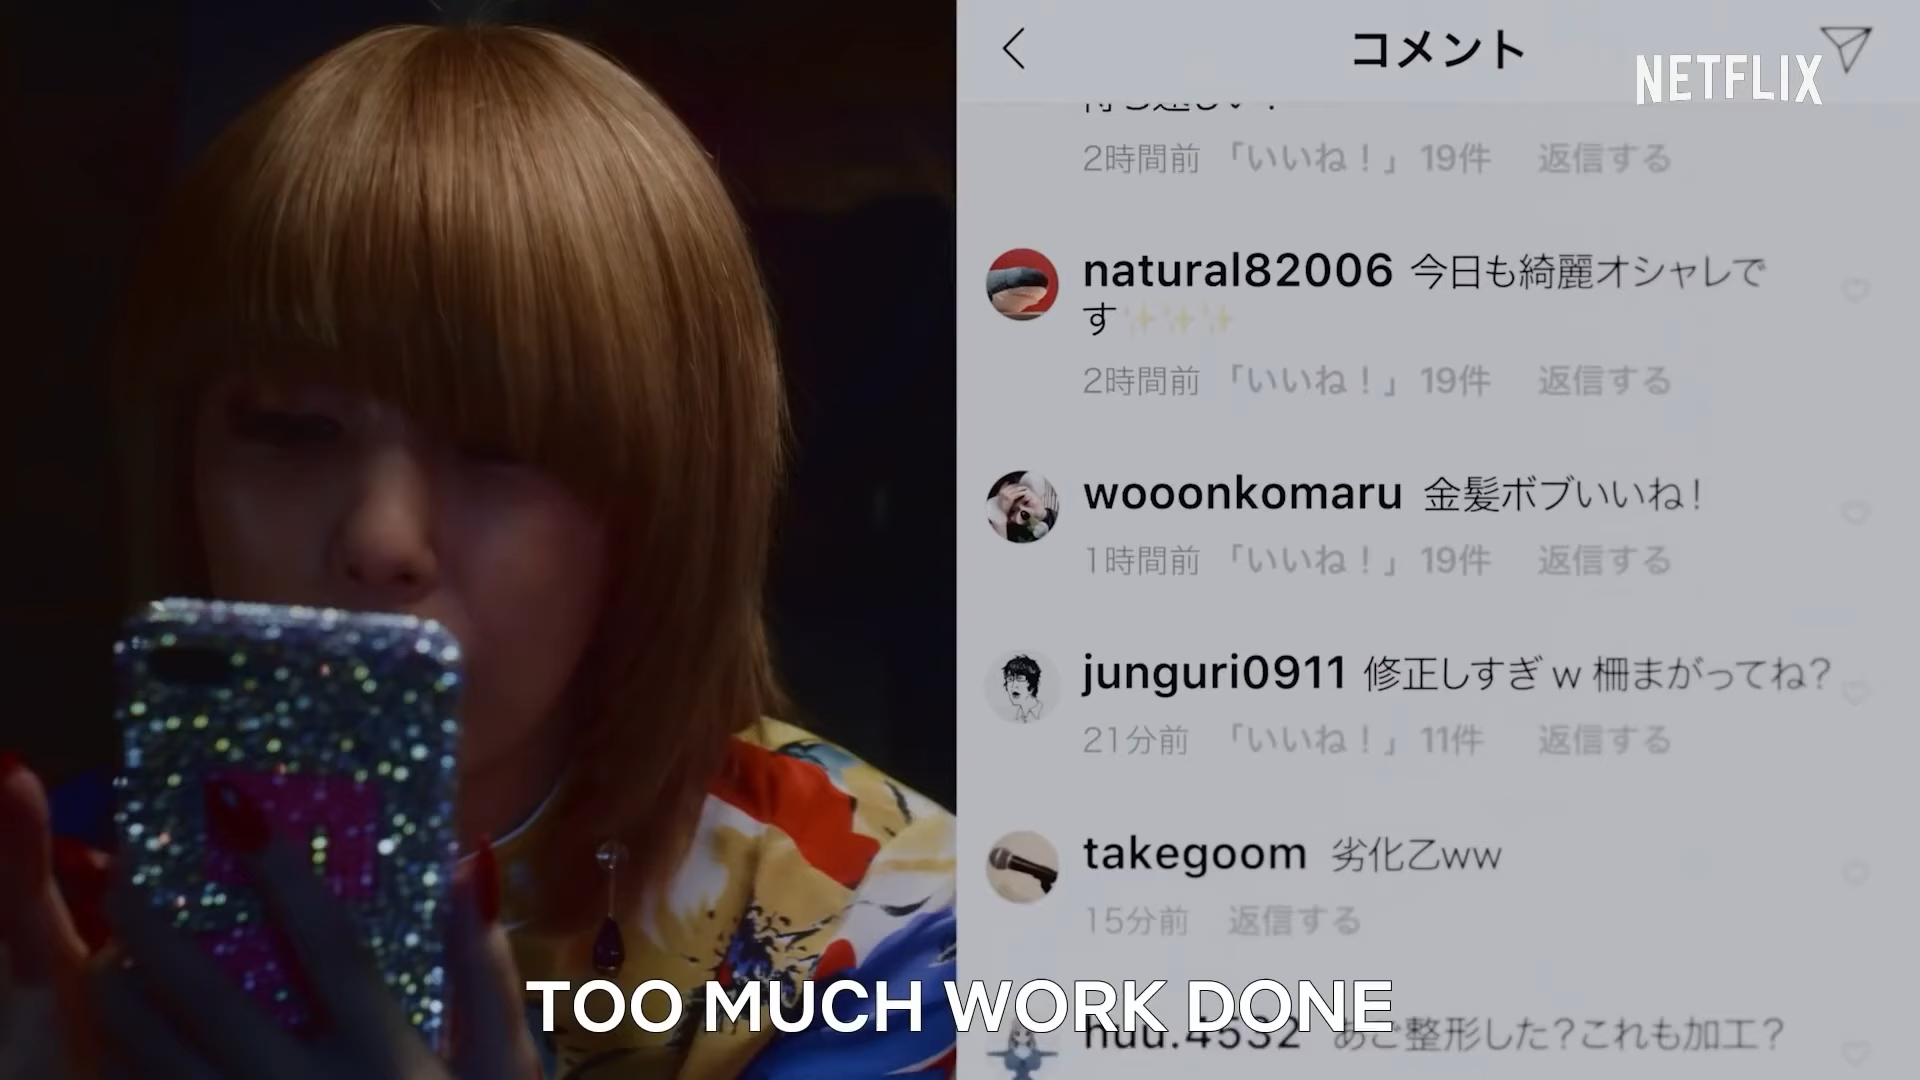 コメント
NETFLIX
2時間前 「いいね！」19件 返信する
natural82006 今日も綺麗オシャレで
す✨✨✨
2時間前 「いいね！」19件 返信する
wooonkomaru 金髪ボブいいね！
1時間前 「いいね！」19件 返信する
junguri0911 修正しすぎｗ柵まがってね？
21分前 「いいね！」11件 返信する
takegoom 劣化乙ww
15分前 返信する
TOO MUCH WORK DONE
huu.4532 あご整形した？これも加工？